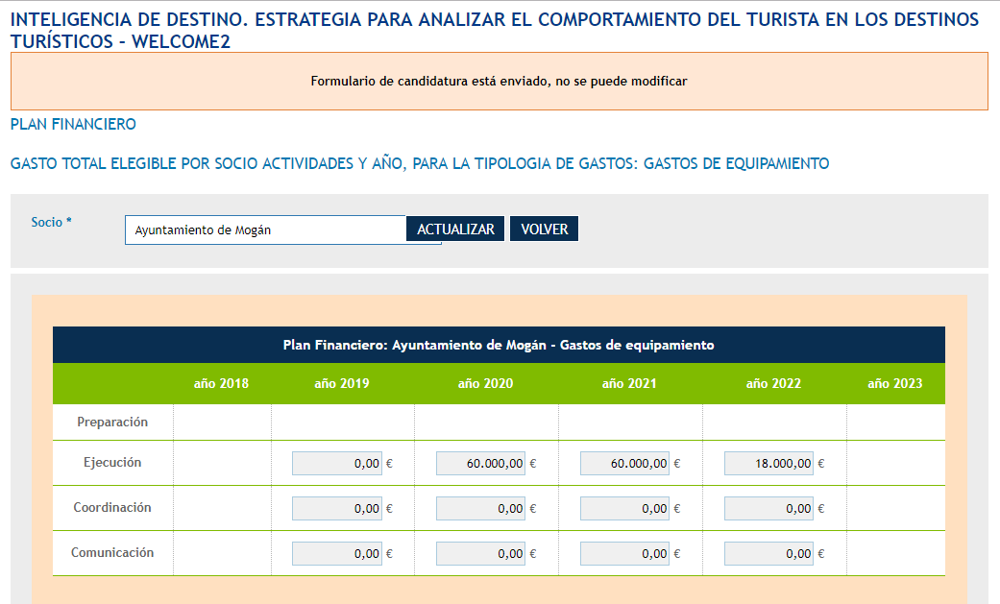 INTELIGENCIA DE DESTINO. ESTRATEGIA PARA ANALIZAR EL COMPORTAMIENTO DEL TURISTA EN LOS DESTINOS
TURÍSTICOS - WELCOME2
Formulario de candidatura está enviado, no se puede modificar
PLAN FINANCIERO
GASTO TOTAL ELEGIBLE POR SOCIO ACTIVIDADES Y AÑO, PARA LA TIPOLOGIA DE GASTOS: GASTOS DE EQUIPAMIENTO
Socio * Ayuntamiento de Mogán ACTUALIZAR VOLVER
Plan Financiero: Ayuntamiento de Mogán - Gastos de equipamiento
año 2018 año 2019 año 2020 año 2021 año 2022 año 2023
Preparación
Ejecución 0,00 € 60.000,00 € 60.000,00 € 18.000,00 €
Coordinación 0,00 € 0,00 € 0,00 € 0,00 €
Comunicación 0,00 € 0,00 € 0,00 € 0,00 €